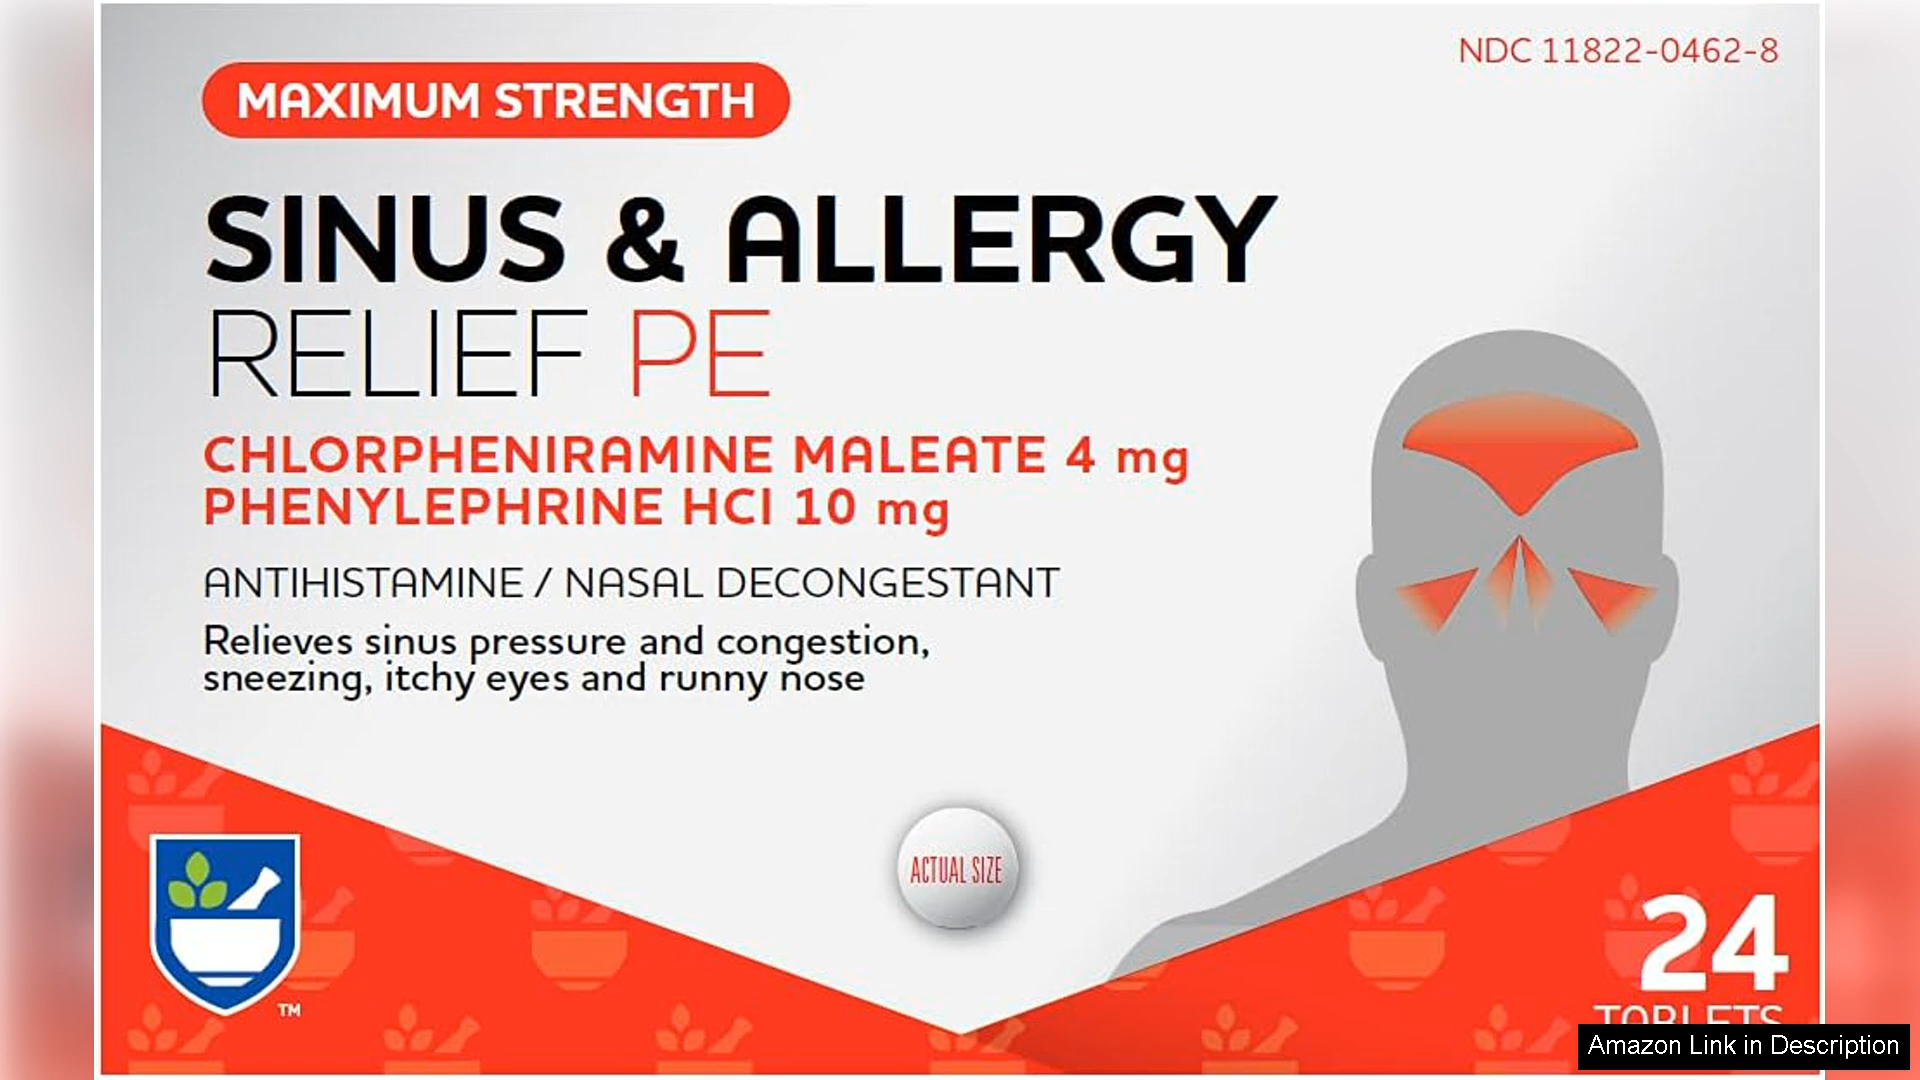 NDC 11822-0462-8
MAXIMUM STRENGTH
SINUS & ALLERGY
RELIEF PE
CHLORPHENIRAMINE MALEATE 4 mg
PHENYLEPHRINE HCl 10 mg
ANTIHISTAMINE / NASAL DECONGESTANT
Relieves sinus pressure and congestion,
sneezing, itchy eyes and runny nose
ACTUAL SIZE
TM
24
TABLETS
Amazon Link in Description